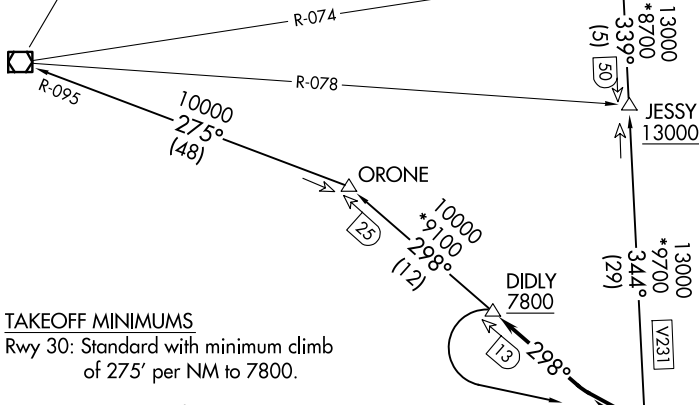 R-074
13000
*8700
339°
(5)
50
R-078
R-095
10000
275°
(48)
JESSY
13000
ORONE
25
10000
*9100
298°
(12)
13000
*9700
344°
(29)
V231
DIDLY
7800
13
298°
TAKEOFF MINIMUMS
Rwy 30: Standard with minimum climb
of 275' per NM to 7800.